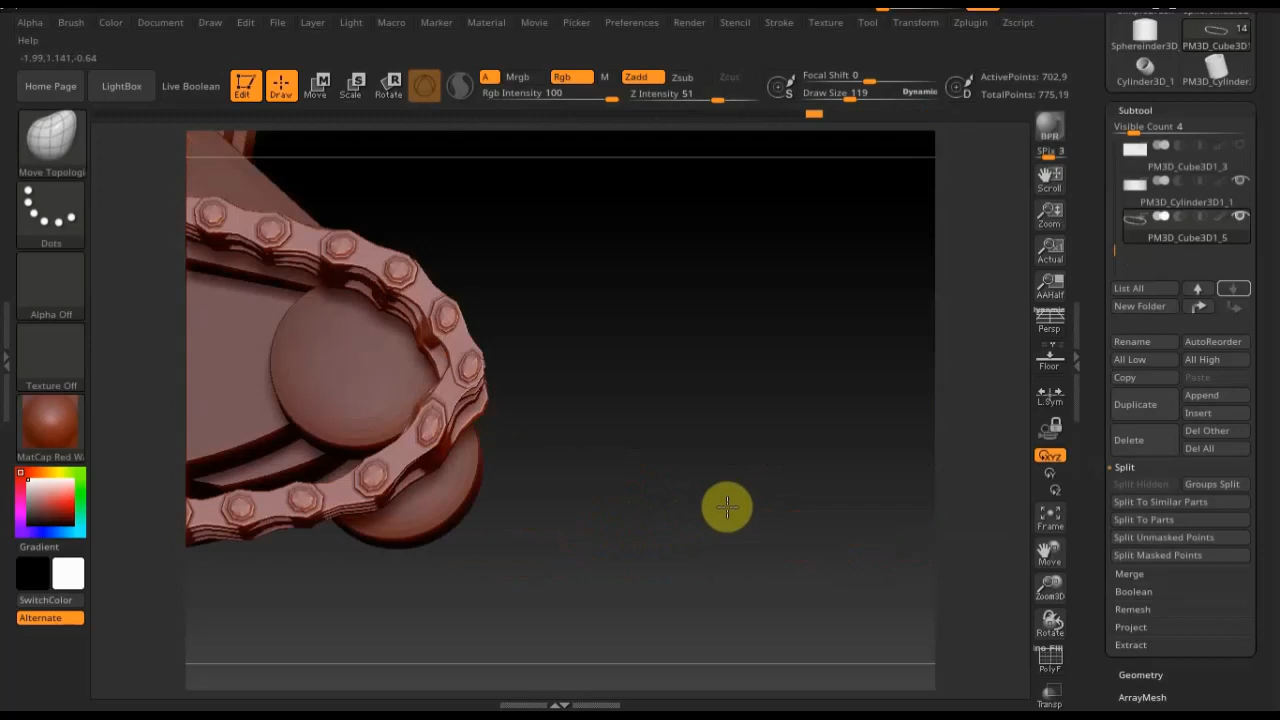 Alpha Brush Color Document Draw Edit File Layer Light Macro Marker Material Movie Picker Preferences Render Stencil Stroke Texture Tool Transform Zplugin Zscript
Help
-1.99,1.141,-0.64
Home Page
LightBox
Live Boolean
Edit
Draw
Move
Scale
Rotate
A
Mrgb
Rgb
M
Rgb Intensity 100
Zadd
Zsub
Zcut
Z Intensity 51
S
Focal Shift 0
Draw Size 119
Dynamic
D
ActivePoints: 702,9
TotalPoints: 775,19
Move Topologi
Dots
Alpha Off
Texture Off
MatCap Red W
Gradient
SwitchColor
Alternate
BPR
SPix 3
Scroll
Zoom
Actual
AAHalf
Dynamic
Persp
Floor
L.Sym
XYZ
Y
Z
Frame
Move
Zoom3D
Rotate
PolyF
Transp
14
Sphereinder3D_
PM3D_Cube3D1
Cylinder3D_1
PM3D_Cylinder.
Subtool
Visible Count 4
PM3D_Cube3D1_3
PM3D_Cylinder3D1_1
PM3D_Cube3D1_5
List All
New Folder
Rename
AutoReorder
All Low
All High
Copy
Paste
Duplicate
Append
Insert
Delete
Del Other
Del All
Split
Split Hidden
Groups Split
Split To Similar Parts
Split To Parts
Split Unmasked Points
Split Masked Points
Merge
Boolean
Remesh
Project
Extract
Geometry
ArrayMesh